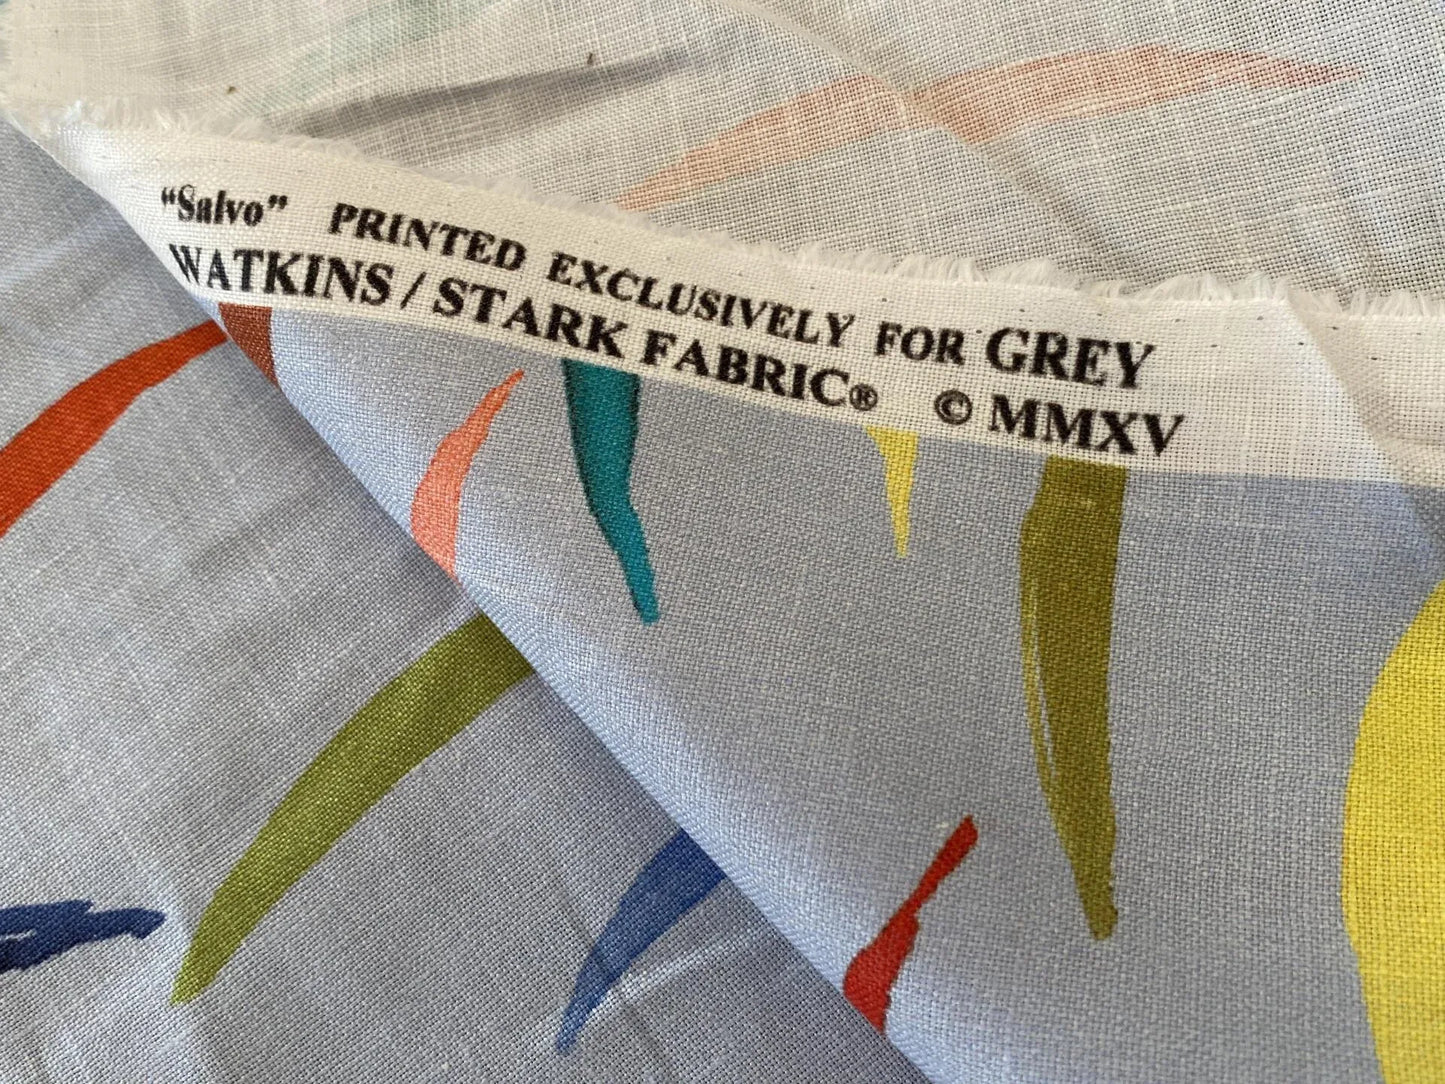 “Salvo” PRINTED EXCLUSIVELY FOR GREY
WATKINS / STARK FABRIC® © MMXV